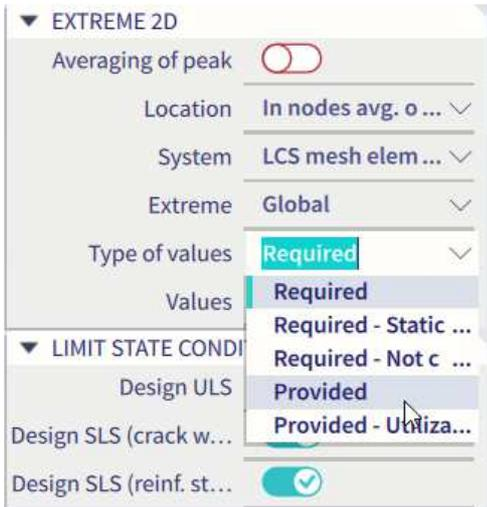 EXTREME 2D
Averaging of peak
Location In nodes avg. o ...
System LCS mesh elem ...
Extreme Global
Type of values Required
Values Required
Required - Static ...
LIMIT STATE CONDI Required - Not c ...
Design ULS Provided
Design SLS (crack w... Provided - Utiliza...
Design SLS (reinf. st...